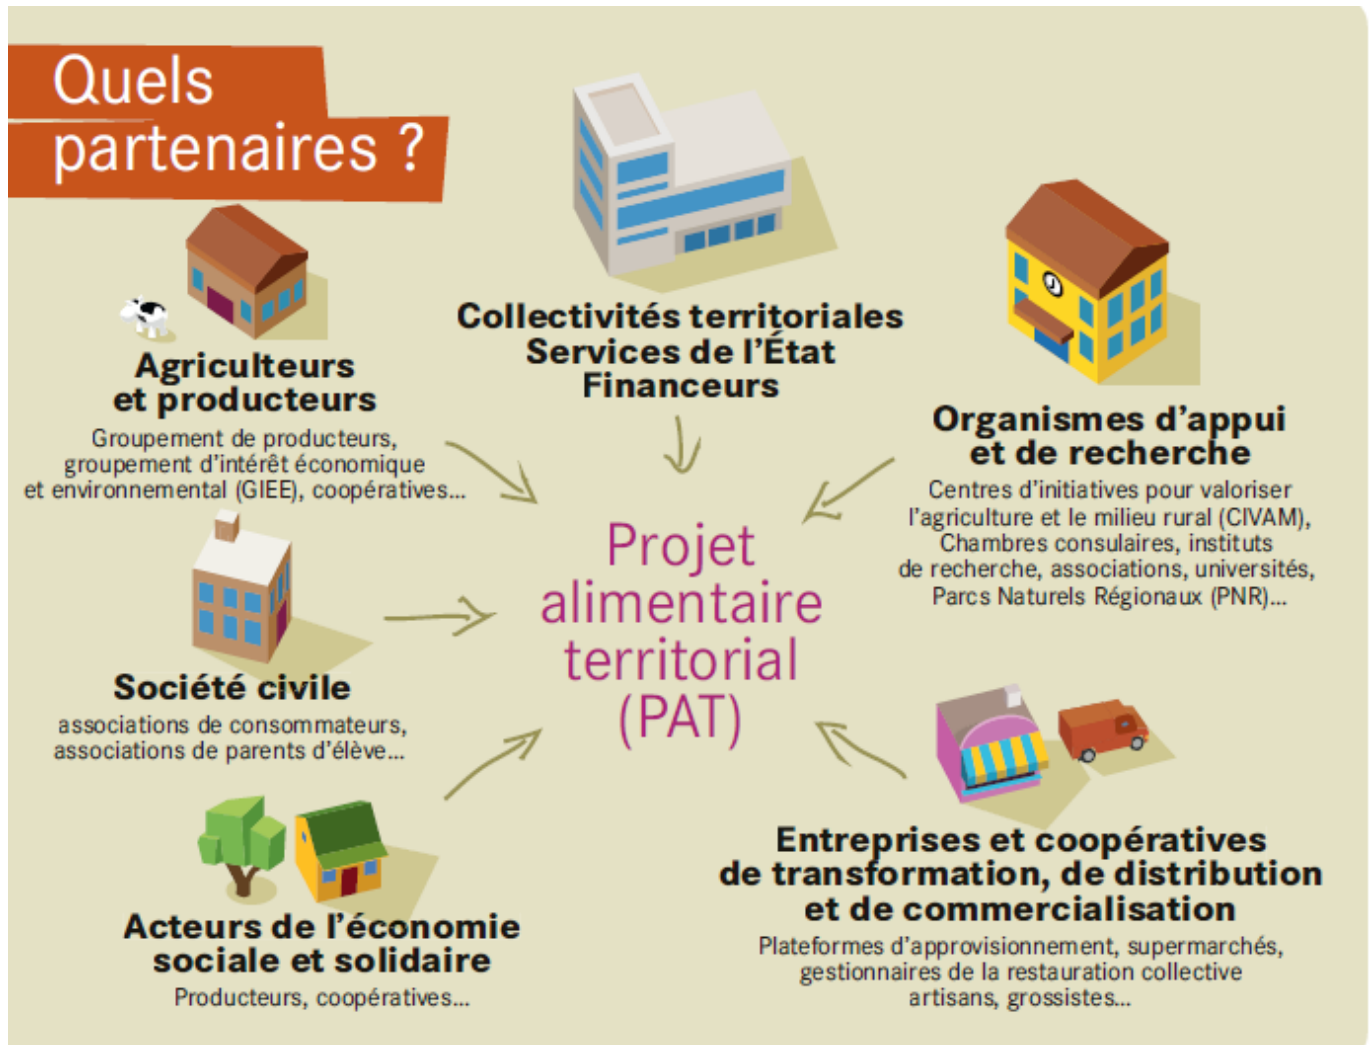 Quels
partenaires ?
Collectivités territoriales
Services de l'État
Financeurs
Agriculteurs
et producteurs
Groupement de producteurs,
groupement d'intérêt économique
et environnemental (GIEE), coopératives...
Organismes d'appui
et de recherche
Centres d'initiatives pour valoriser
l'agriculture et le milieu rural (CIVAM),
Chambres consulaires, instituts
de recherche, associations, universités,
Parcs Naturels Régionaux (PNR)...
Projet
alimentaire
territorial
(PAT)
Société civile
associations de consommateurs,
associations de parents d'élève...
Acteurs de l'économie
sociale et solidaire
Producteurs, coopératives...
Entreprises et coopératives
de transformation, de distribution
et de commercialisation
Plateformes d'approvisionnement, supermarchés,
gestionnaires de la restauration collective
artisans, grossistes...